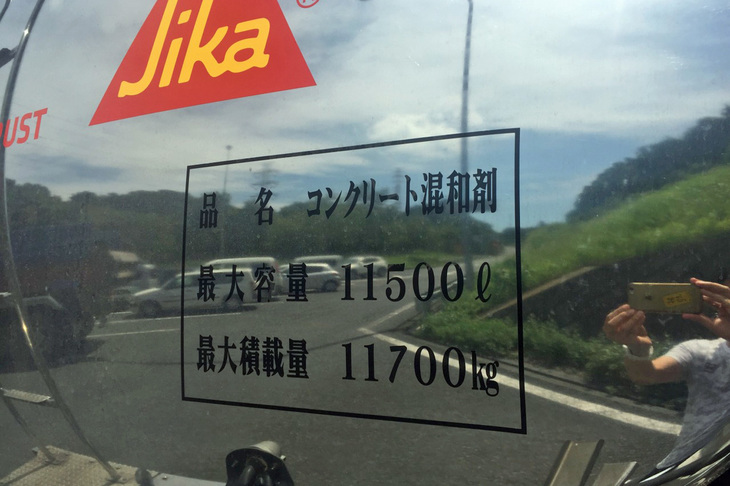 Jika
®
RUST
品名 コンクリート混和剤
最大容量 11500ℓ
最大積載量 11700kg